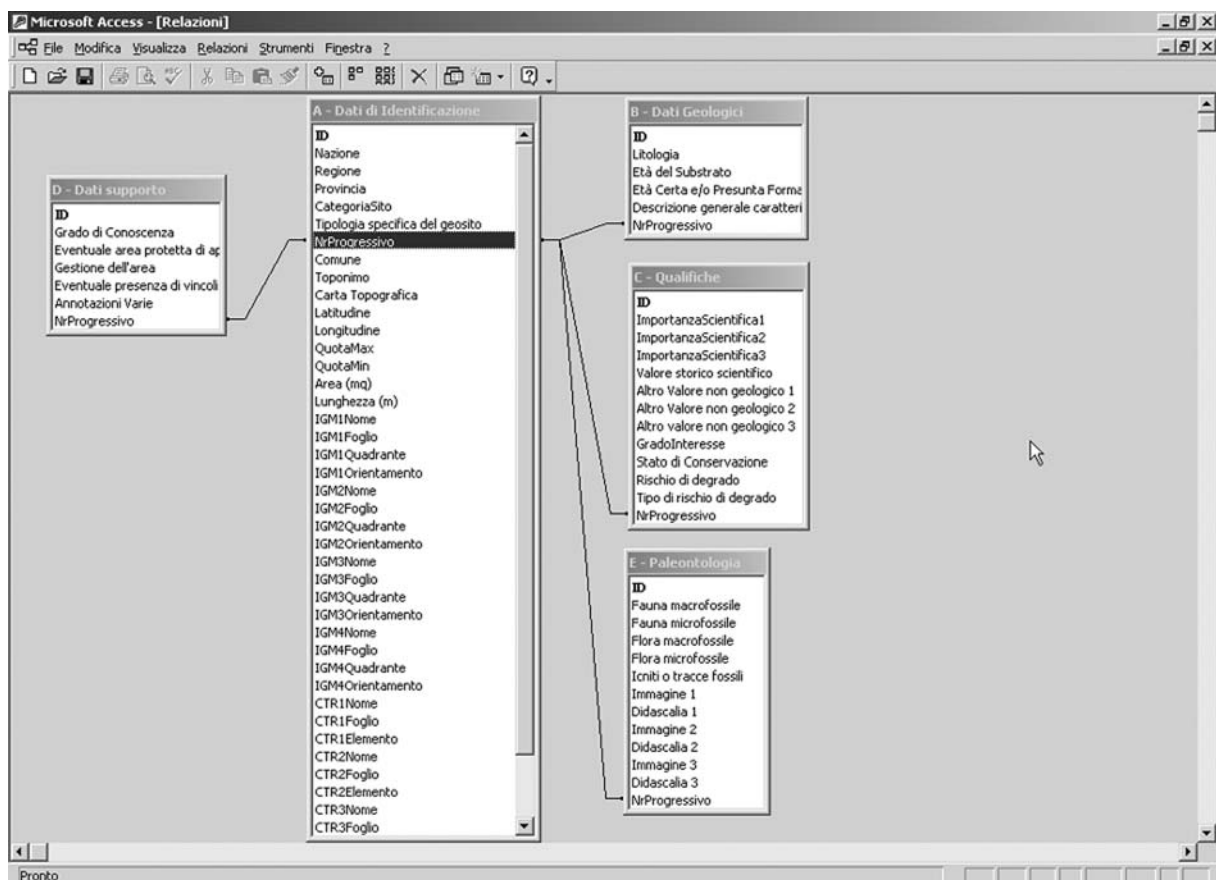 Microsoft Access - [Relazioni]
File Modifica Visualizza Relazioni Strumenti Finestra ?
D - Dati supporto
ID
Grado di Conoscenza
Eventuale area protetta di ap
Gestione dell'area
Eventuale presenza di vincoli
Annotazioni Varie
NrProgressivo
A - Dati di Identificazione
ID
Nazione
Regione
Provincia
CategoriaSito
Tipologia specifica del geosito
NrProgressivo
Comune
Toponimo
Carta Topografica
Latitudine
Longitudine
QuotaMax
QuotaMin
Area (mq)
Lunghezza (m)
IGM1Nome
IGM1Foglio
IGM1Quadrante
IGM1Orientamento
IGM2Nome
IGM2Foglio
IGM2Quadrante
IGM2Orientamento
IGM3Nome
IGM3Foglio
IGM3Quadrante
IGM3Orientamento
IGM4Nome
IGM4Foglio
IGM4Quadrante
IGM4Orientamento
CTR1Nome
CTR1Foglio
CTR1Elemento
CTR2Nome
CTR2Foglio
CTR2Elemento
CTR3Nome
CTR3Foglio
B - Dati Geologici
ID
Litologia
Età del Substrato
Età Certa e/o Presunta Forma
Descrizione generale caratteri
NrProgressivo
C - Qualifiche
ID
ImportanzaScientifica1
ImportanzaScientifica2
ImportanzaScientifica3
Valore storico scientifico
Altro Valore non geologico 1
Altro Valore non geologico 2
Altro valore non geologico 3
GradoInteresse
Stato di Conservazione
Rischio di degrado
Tipo di rischio di degrado
NrProgressivo
E - Paleontologia
ID
Fauna macrofossile
Fauna microfossile
Flora macrofossile
Flora microfossile
Icniti o tracce fossili
Immagine 1
Didascalia 1
Immagine 2
Didascalia 2
Immagine 3
Didascalia 3
NrProgressivo
Pronto